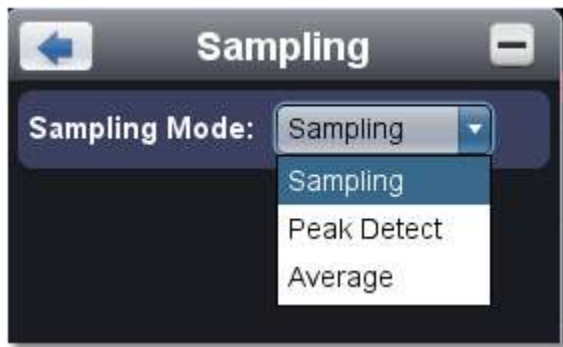 Sampling
Sampling Mode: Sampling
Sampling
Peak Detect
Average